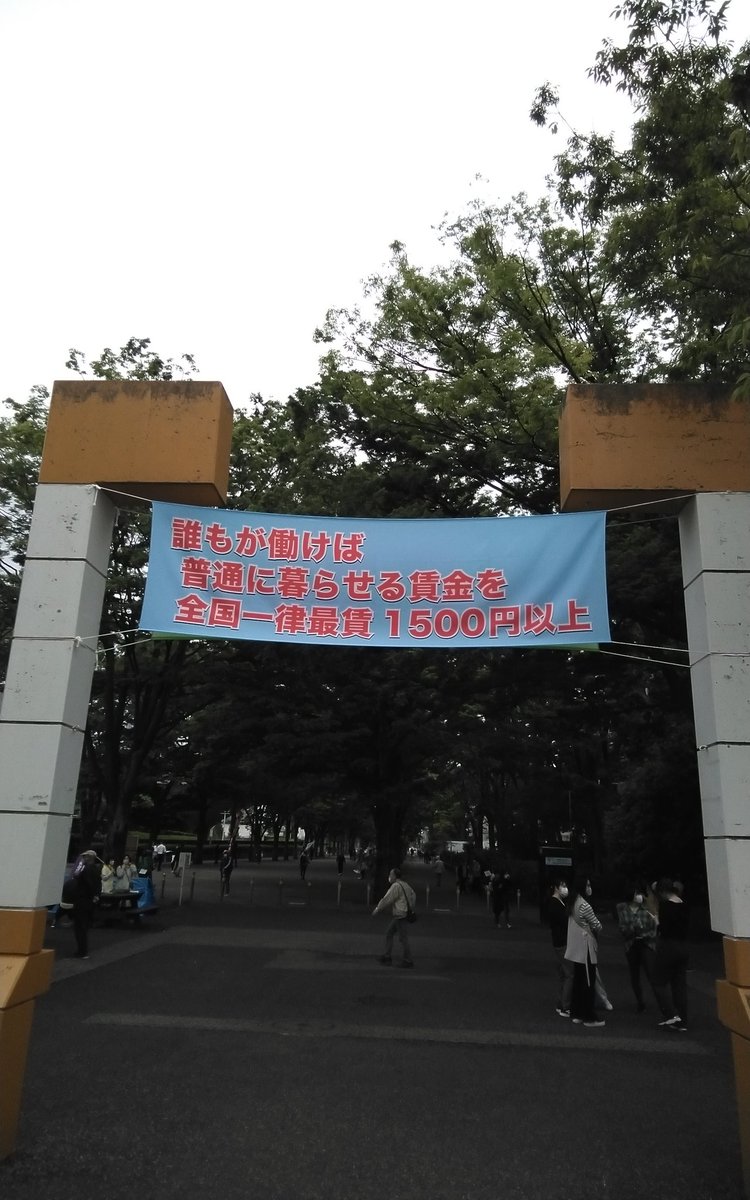 誰もが働けば
普通に暮らせる賃金を
全国一律最賃 1500円以上